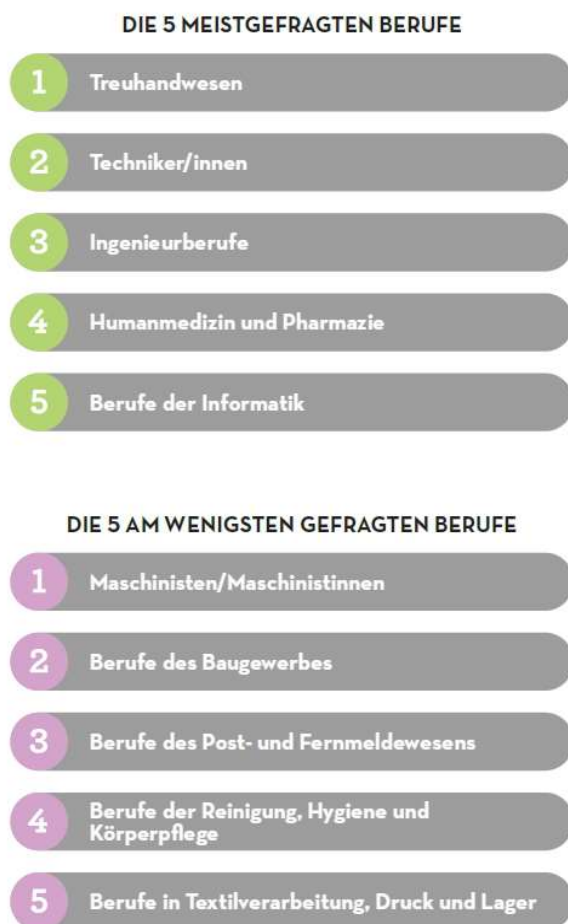 DIE 5 MEISTGEFRAGTEN BERUFE
1 Treuhandwesen
2 Techniker/innen
3 Ingenieurberufe
4 Humanmedizin und Pharmazie
5 Berufe der Informatik
DIE 5 AM WENIGSTEN GEFRAGTEN BERUFE
1 Maschinisten/Maschinistinnen
2 Berufe des Baugewerbes
3 Berufe des Post- und Fernmeldewesens
4 Berufe der Reinigung, Hygiene und
Körperpflege
5 Berufe in Textilverarbeitung, Druck und Lager